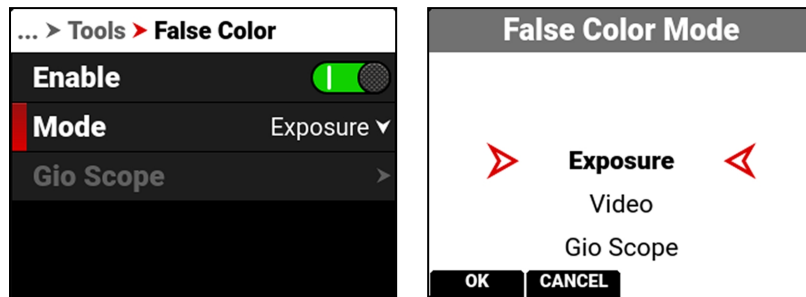 ... > Tools > False Color
Enable
Mode Exposure
Gio Scope >
False Color Mode
Exposure
Video
Gio Scope
OK CANCEL